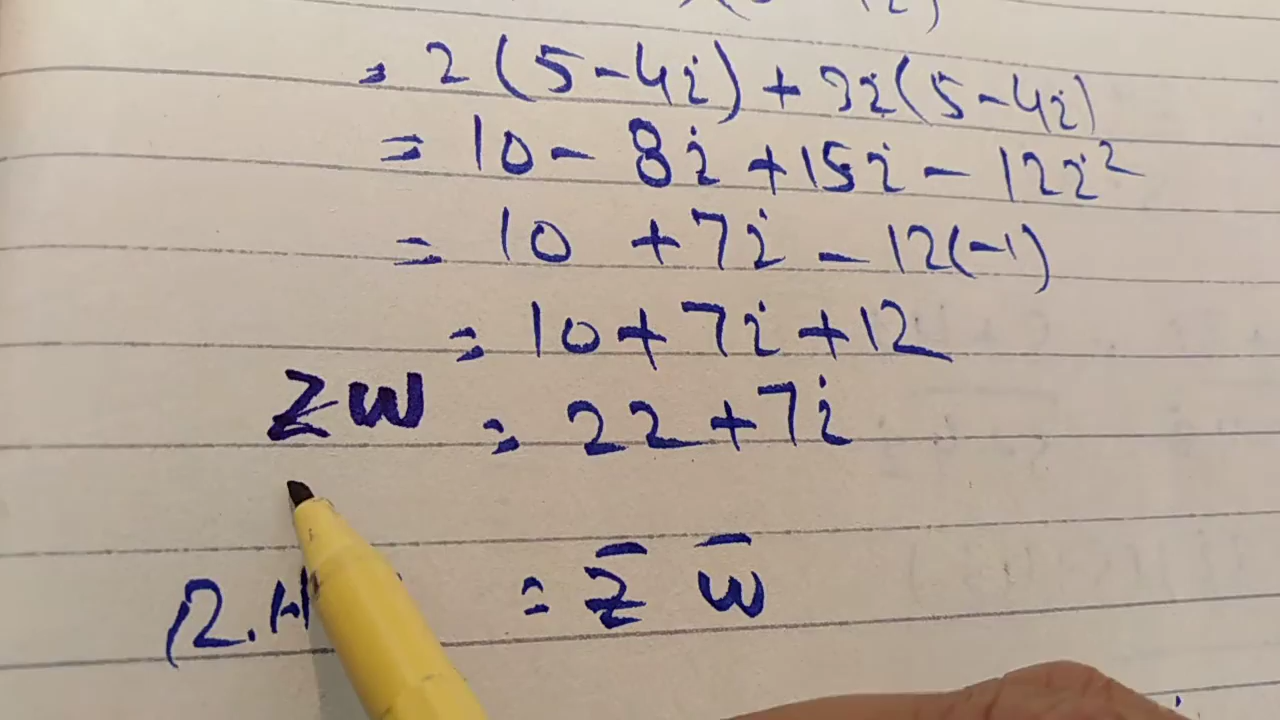 = 2 (5 - 4i) + 3i (5 - 4i)
= 10 - 8i + 15i - 12i²
= 10 + 7i - 12(-1)
= 10 + 7i + 12
ZW = 22 + 7i
R.H = z̅ w̅